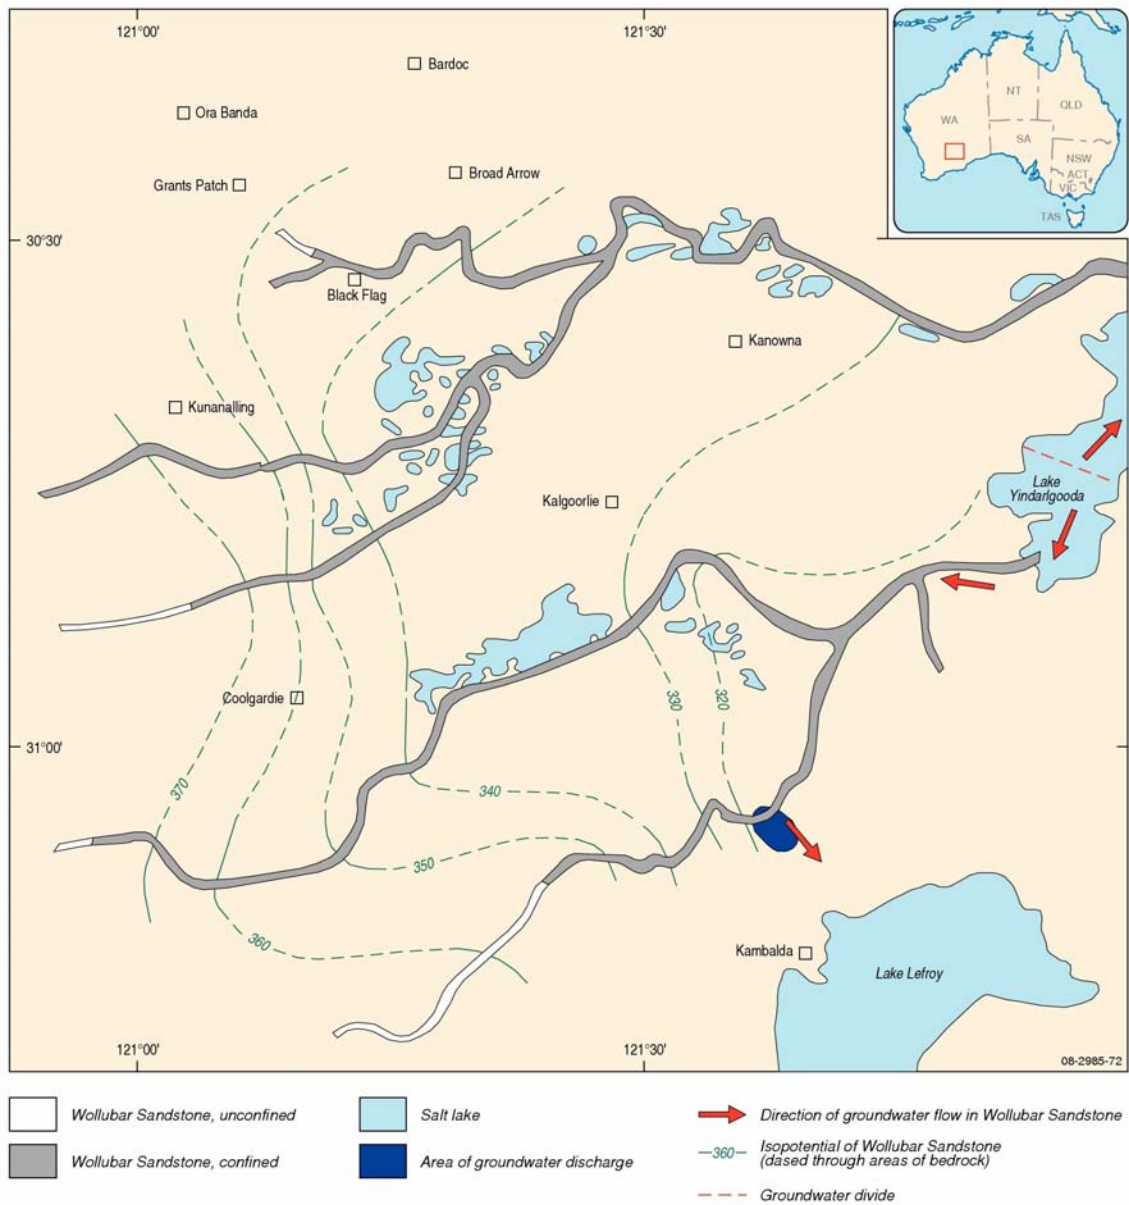 121°00'
121°30'
Bardoc
Ora Banda
Grants Patch
Broad Arrow
NT
QLD
WA
SA
NSW
ACT
VIC
TAS
30°30'
Black Flag
Kanowna
Kunanalling
Lake
Yindarlgooda
Kalgoorlie
Coolgardie
330
320
31°00'
370
340
350
360
Kambalda
Lake Lefroy
121°00'
121°30'
08-2985-72
Wollubar Sandstone, unconfined
Salt lake
Direction of groundwater flow in Wollubar Sandstone
Wollubar Sandstone, confined
Area of groundwater discharge
360
Isopotential of Wollubar Sandstone
(dased through areas of bedrock)
Groundwater divide